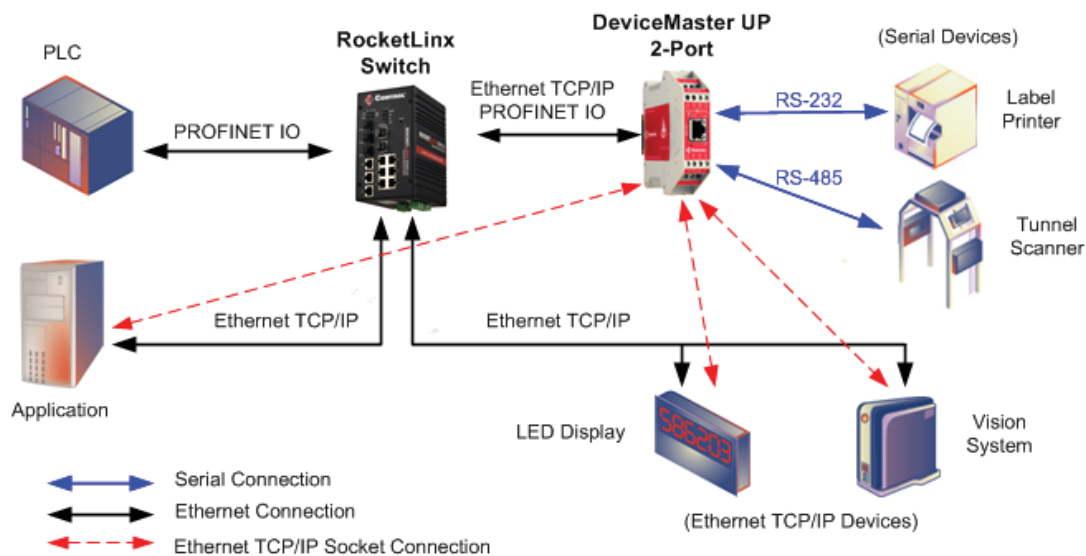 PLC
RocketLinx
Switch
DeviceMaster UP
2-Port
(Serial Devices)
PROFINET IO
Ethernet TCP/IP
PROFINET IO
RS-232
Label
Printer
RS-485
Tunnel
Scanner
Ethernet TCP/IP
Ethernet TCP/IP
Application
LED Display
586203
Vision
System
(Ethernet TCP/IP Devices)
Serial Connection
Ethernet Connection
Ethernet TCP/IP Socket Connection